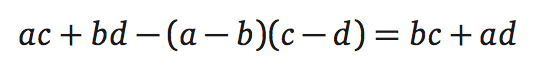 ac + bd − (a − b)(c − d) = bc + ad